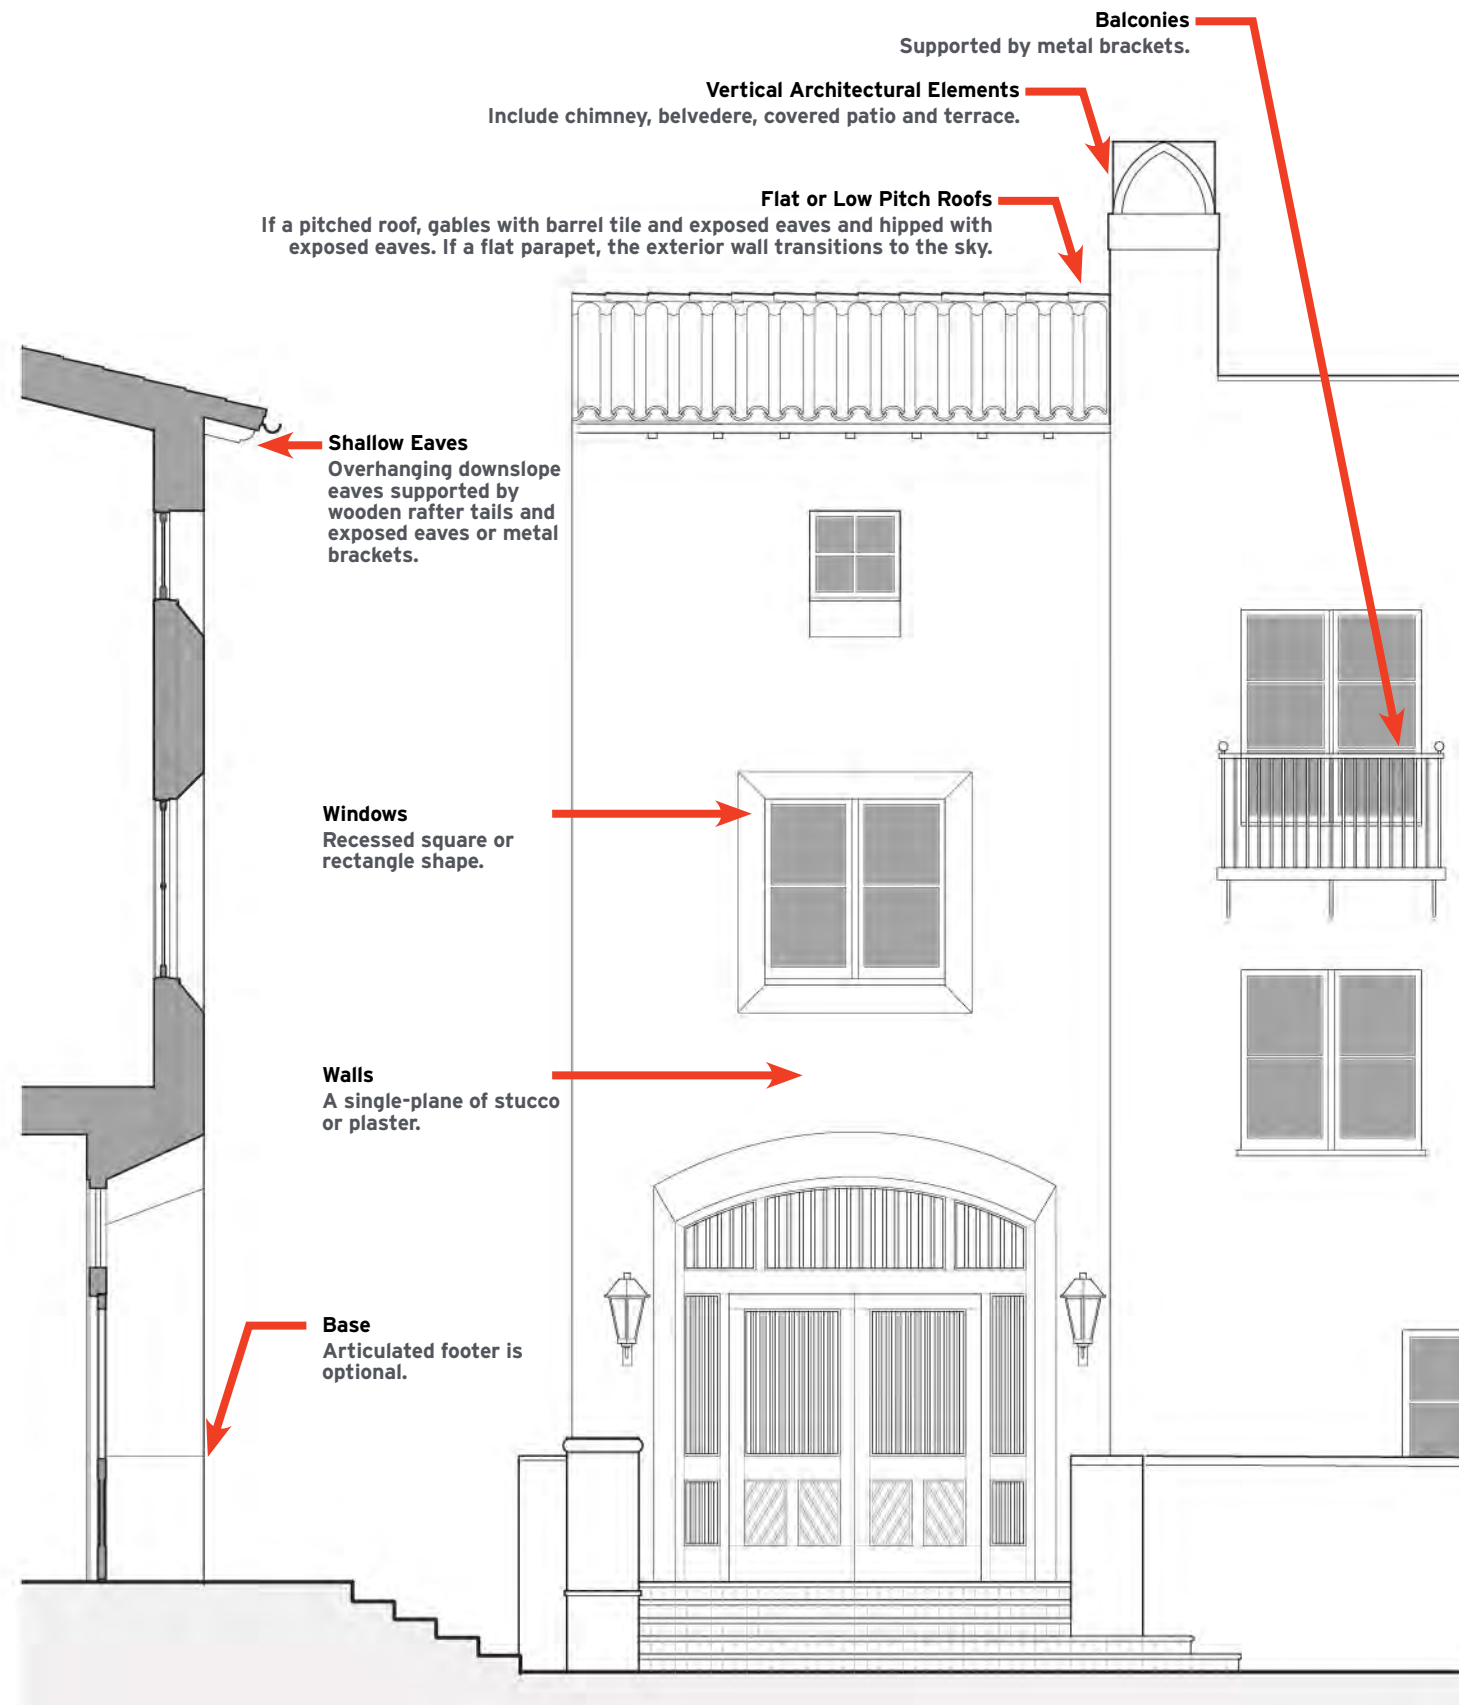 Balconies
Supported by metal brackets.
Vertical Architectural Elements
Include chimney, belvedere, covered patio and terrace.
Flat or Low Pitch Roofs
If a pitched roof, gables with barrel tile and exposed eaves and hipped with
exposed eaves. If a flat parapet, the exterior wall transitions to the sky.
Shallow Eaves
Overhanging downslope
eaves supported by
wooden rafter tails and
exposed eaves or metal
brackets.
Windows
Recessed square or
rectangle shape.
Walls
A single-plane of stucco
or plaster.
Base
Articulated footer is
optional.